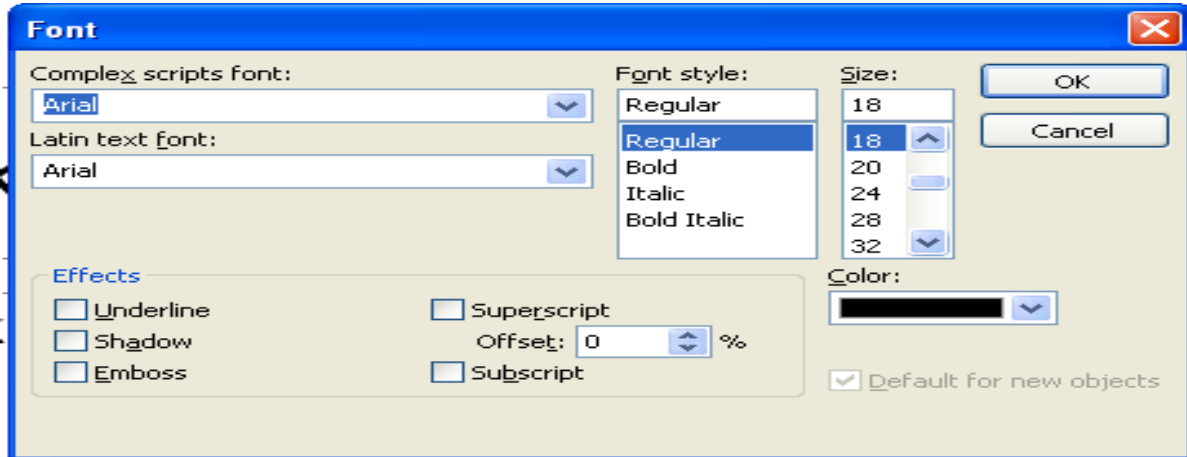 Font
Complex scripts font:
Font style:
Size:
OK
Arial
Regular
18
Cancel
Latin text font:
Regular
18
Arial
Bold
20
Italic
24
Bold Italic
28
32
Effects
Color:
Underline
Superscript
Shadow
Offset: 0 %
Emboss
Subscript
Default for new objects